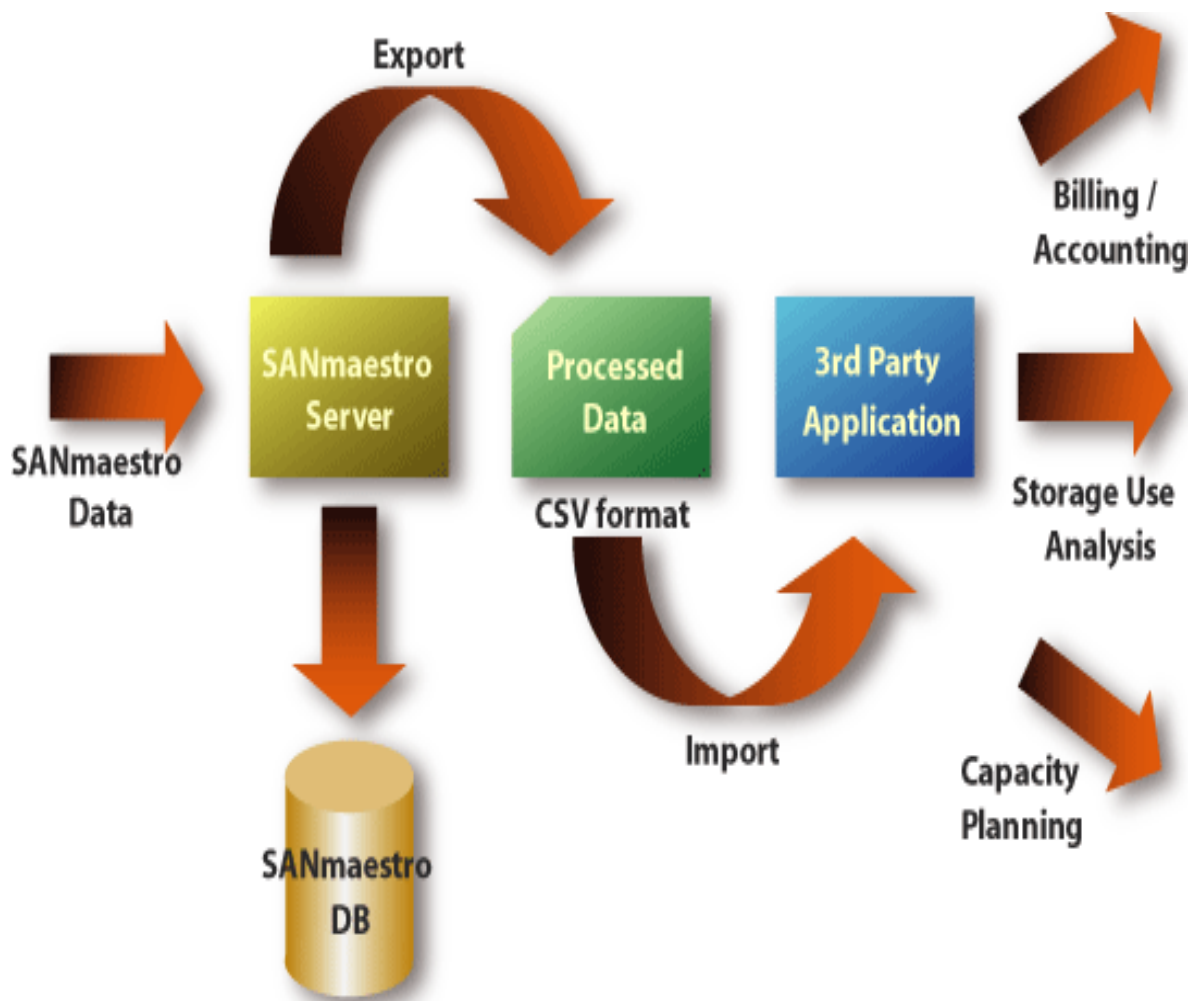 Export
Billing /
Accounting
SANmaestro
Server
Processed
Data
3rd Party
Application
SANmaestro
Data
CSV format
Storage Use
Analysis
Import
Capacity
Planning
SANmaestro
DB